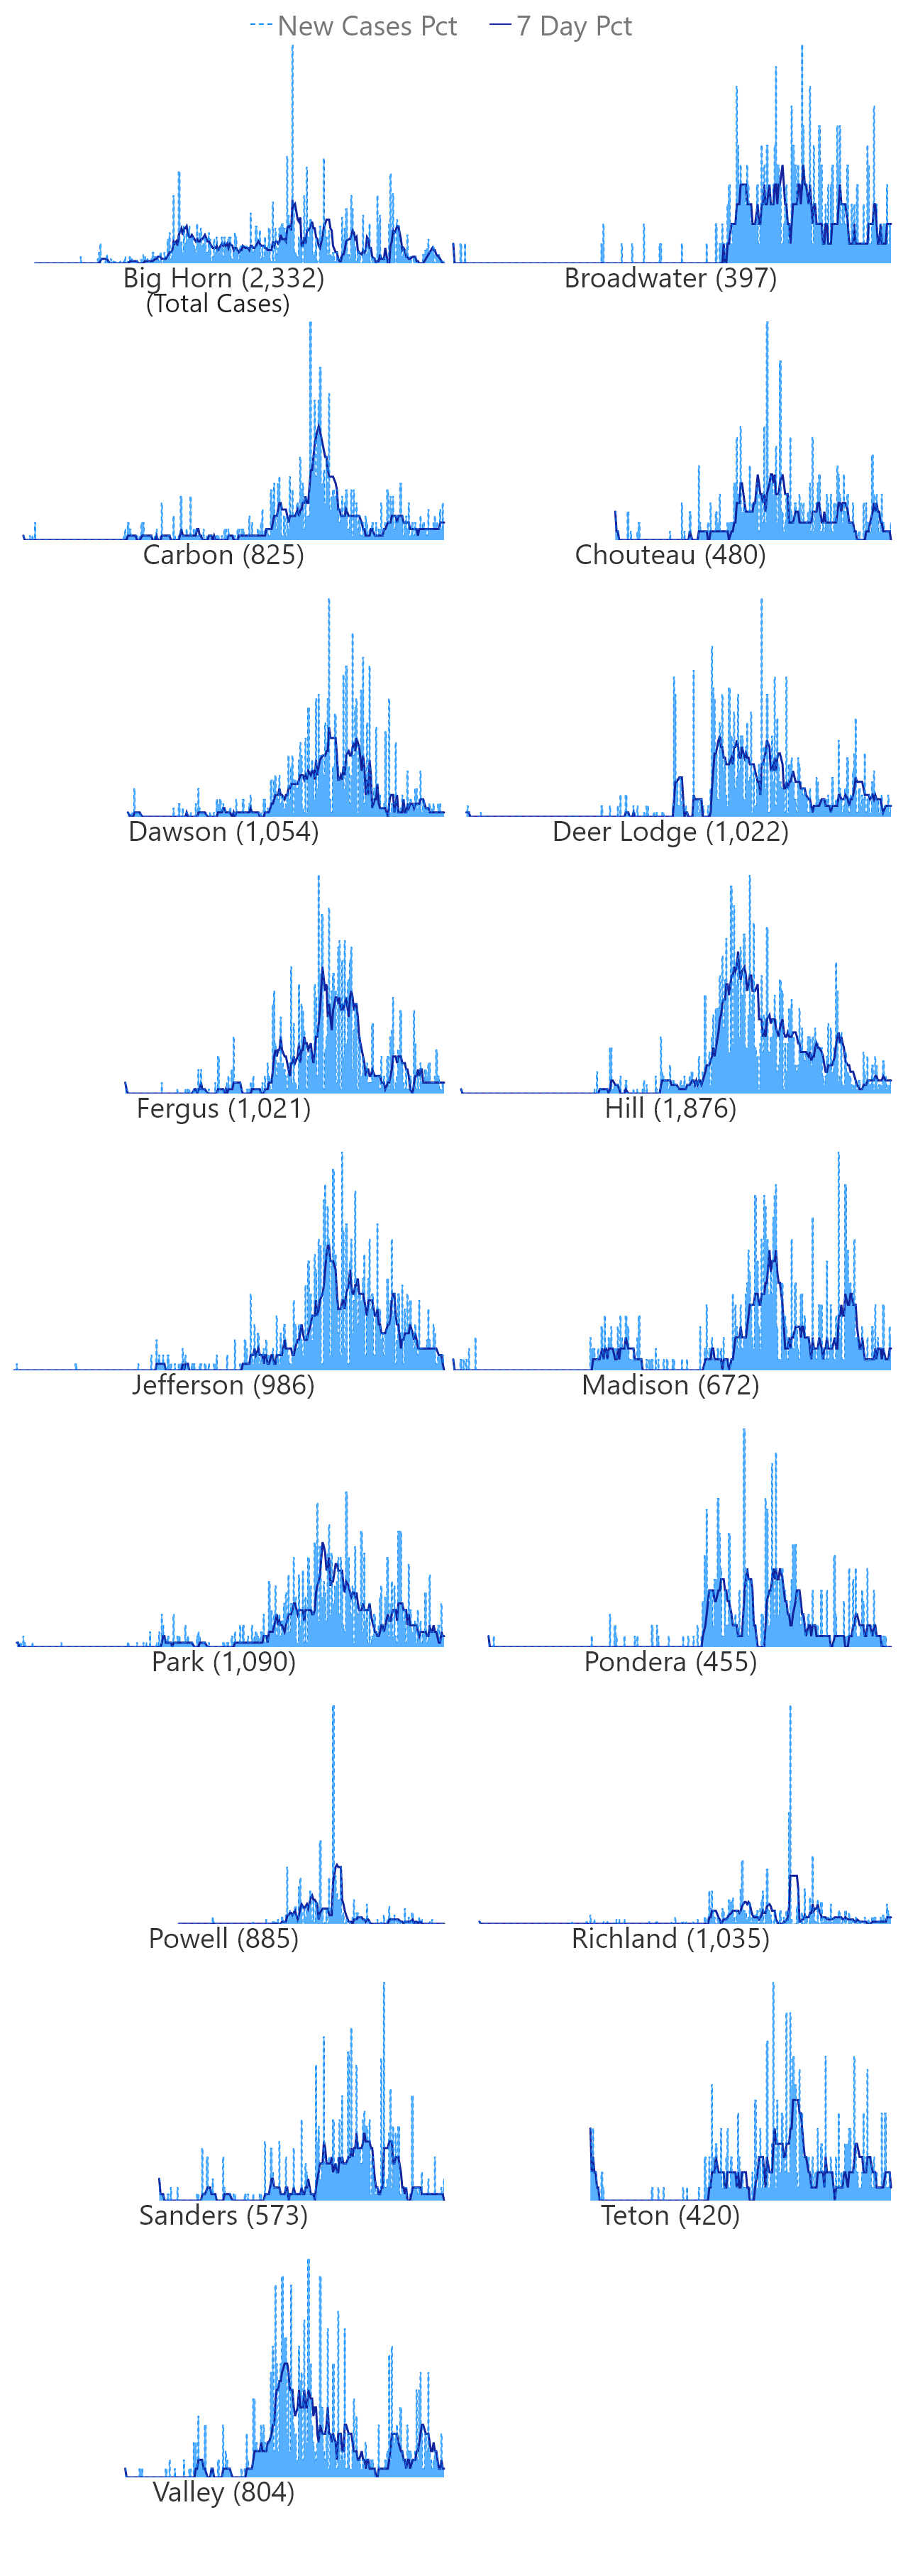 New Cases Pct 7 Day Pct
Big Horn (2,332) Broadwater (397)
(Total Cases)
Carbon (825) Chouteau (480)
Dawson (1,054) Deer Lodge (1,022)
Fergus (1,021) Hill (1,876)
Jefferson (986) Madison (672)
Park (1,090) Pondera (455)
Powell (885) Richland (1,035)
Sanders (573) Teton (420)
Valley (804)